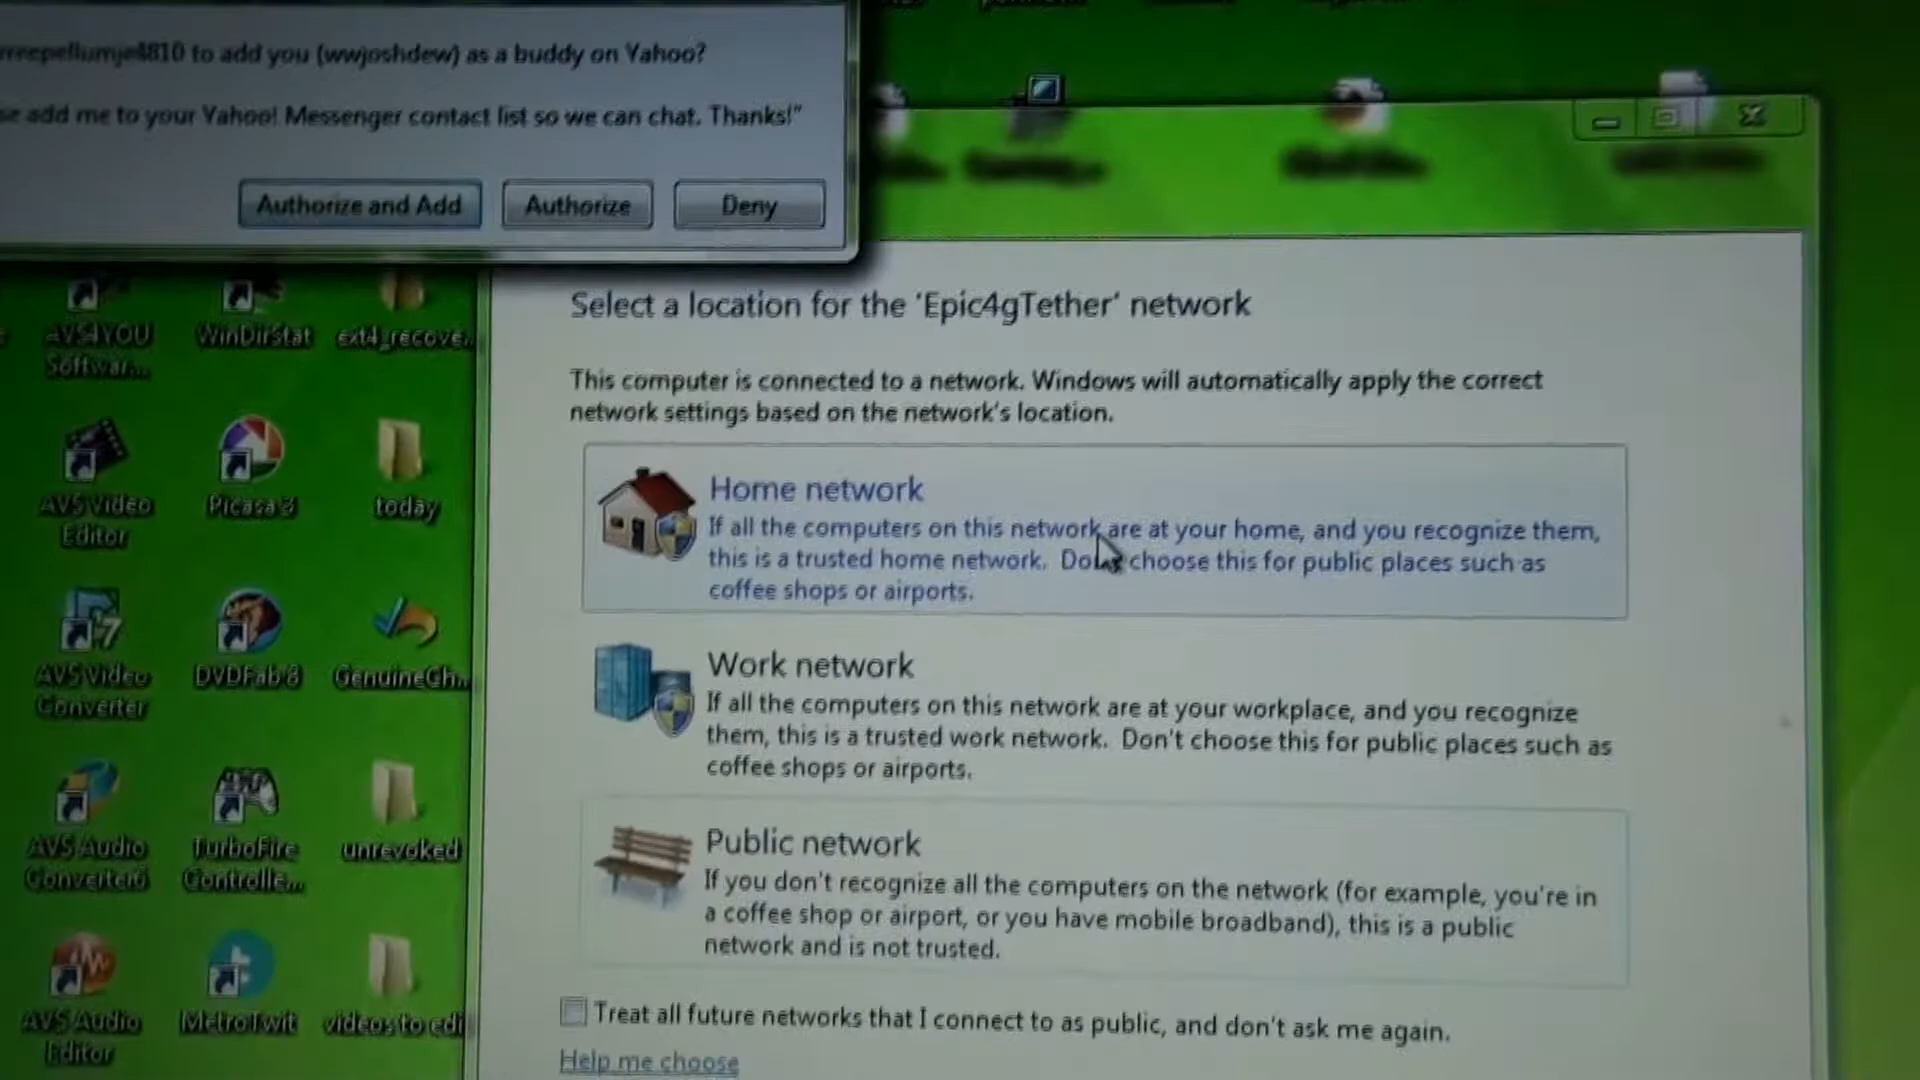 to add you (wwjoshdew) as a buddy on Yahoo?
add me to your Yahoo! Messenger contact list so we can chat. Thanks!"
Authorize and Add
Authorize
Deny
Select a location for the 'Epic4gTether' network
This computer is connected to a network. Windows will automatically apply the correct
network settings based on the network's location.
Home network
If all the computers on this network are at your home, and you recognize them,
this is a trusted home network. choose this for public places such as
coffee shops or airports.
Work network
If all the computers on this network are at your workplace, and you recognize
them, this is a trusted work network. Don't choose this for public places such as
coffee shops or airports.
Public network
If you don't recognize all the computers on the network (for example, you're in
a coffee shop or airport, or you have mobile broadband), this is a public
network and is not trusted.
Treat all future networks that I connect to as public, and don't ask me again.
Help me choose
AVS4YOU
Softwar...
WinDirStat
ext4_recove...
AVS Video
Editor
Picasa 3
today
AVS Video
Converter
DVDFab 8
GenuineCh...
AVS Audio
Converter6
TurboFire
Controlle...
unrevoked
AVS Audio
Editor
MetroTwit
videos to edi